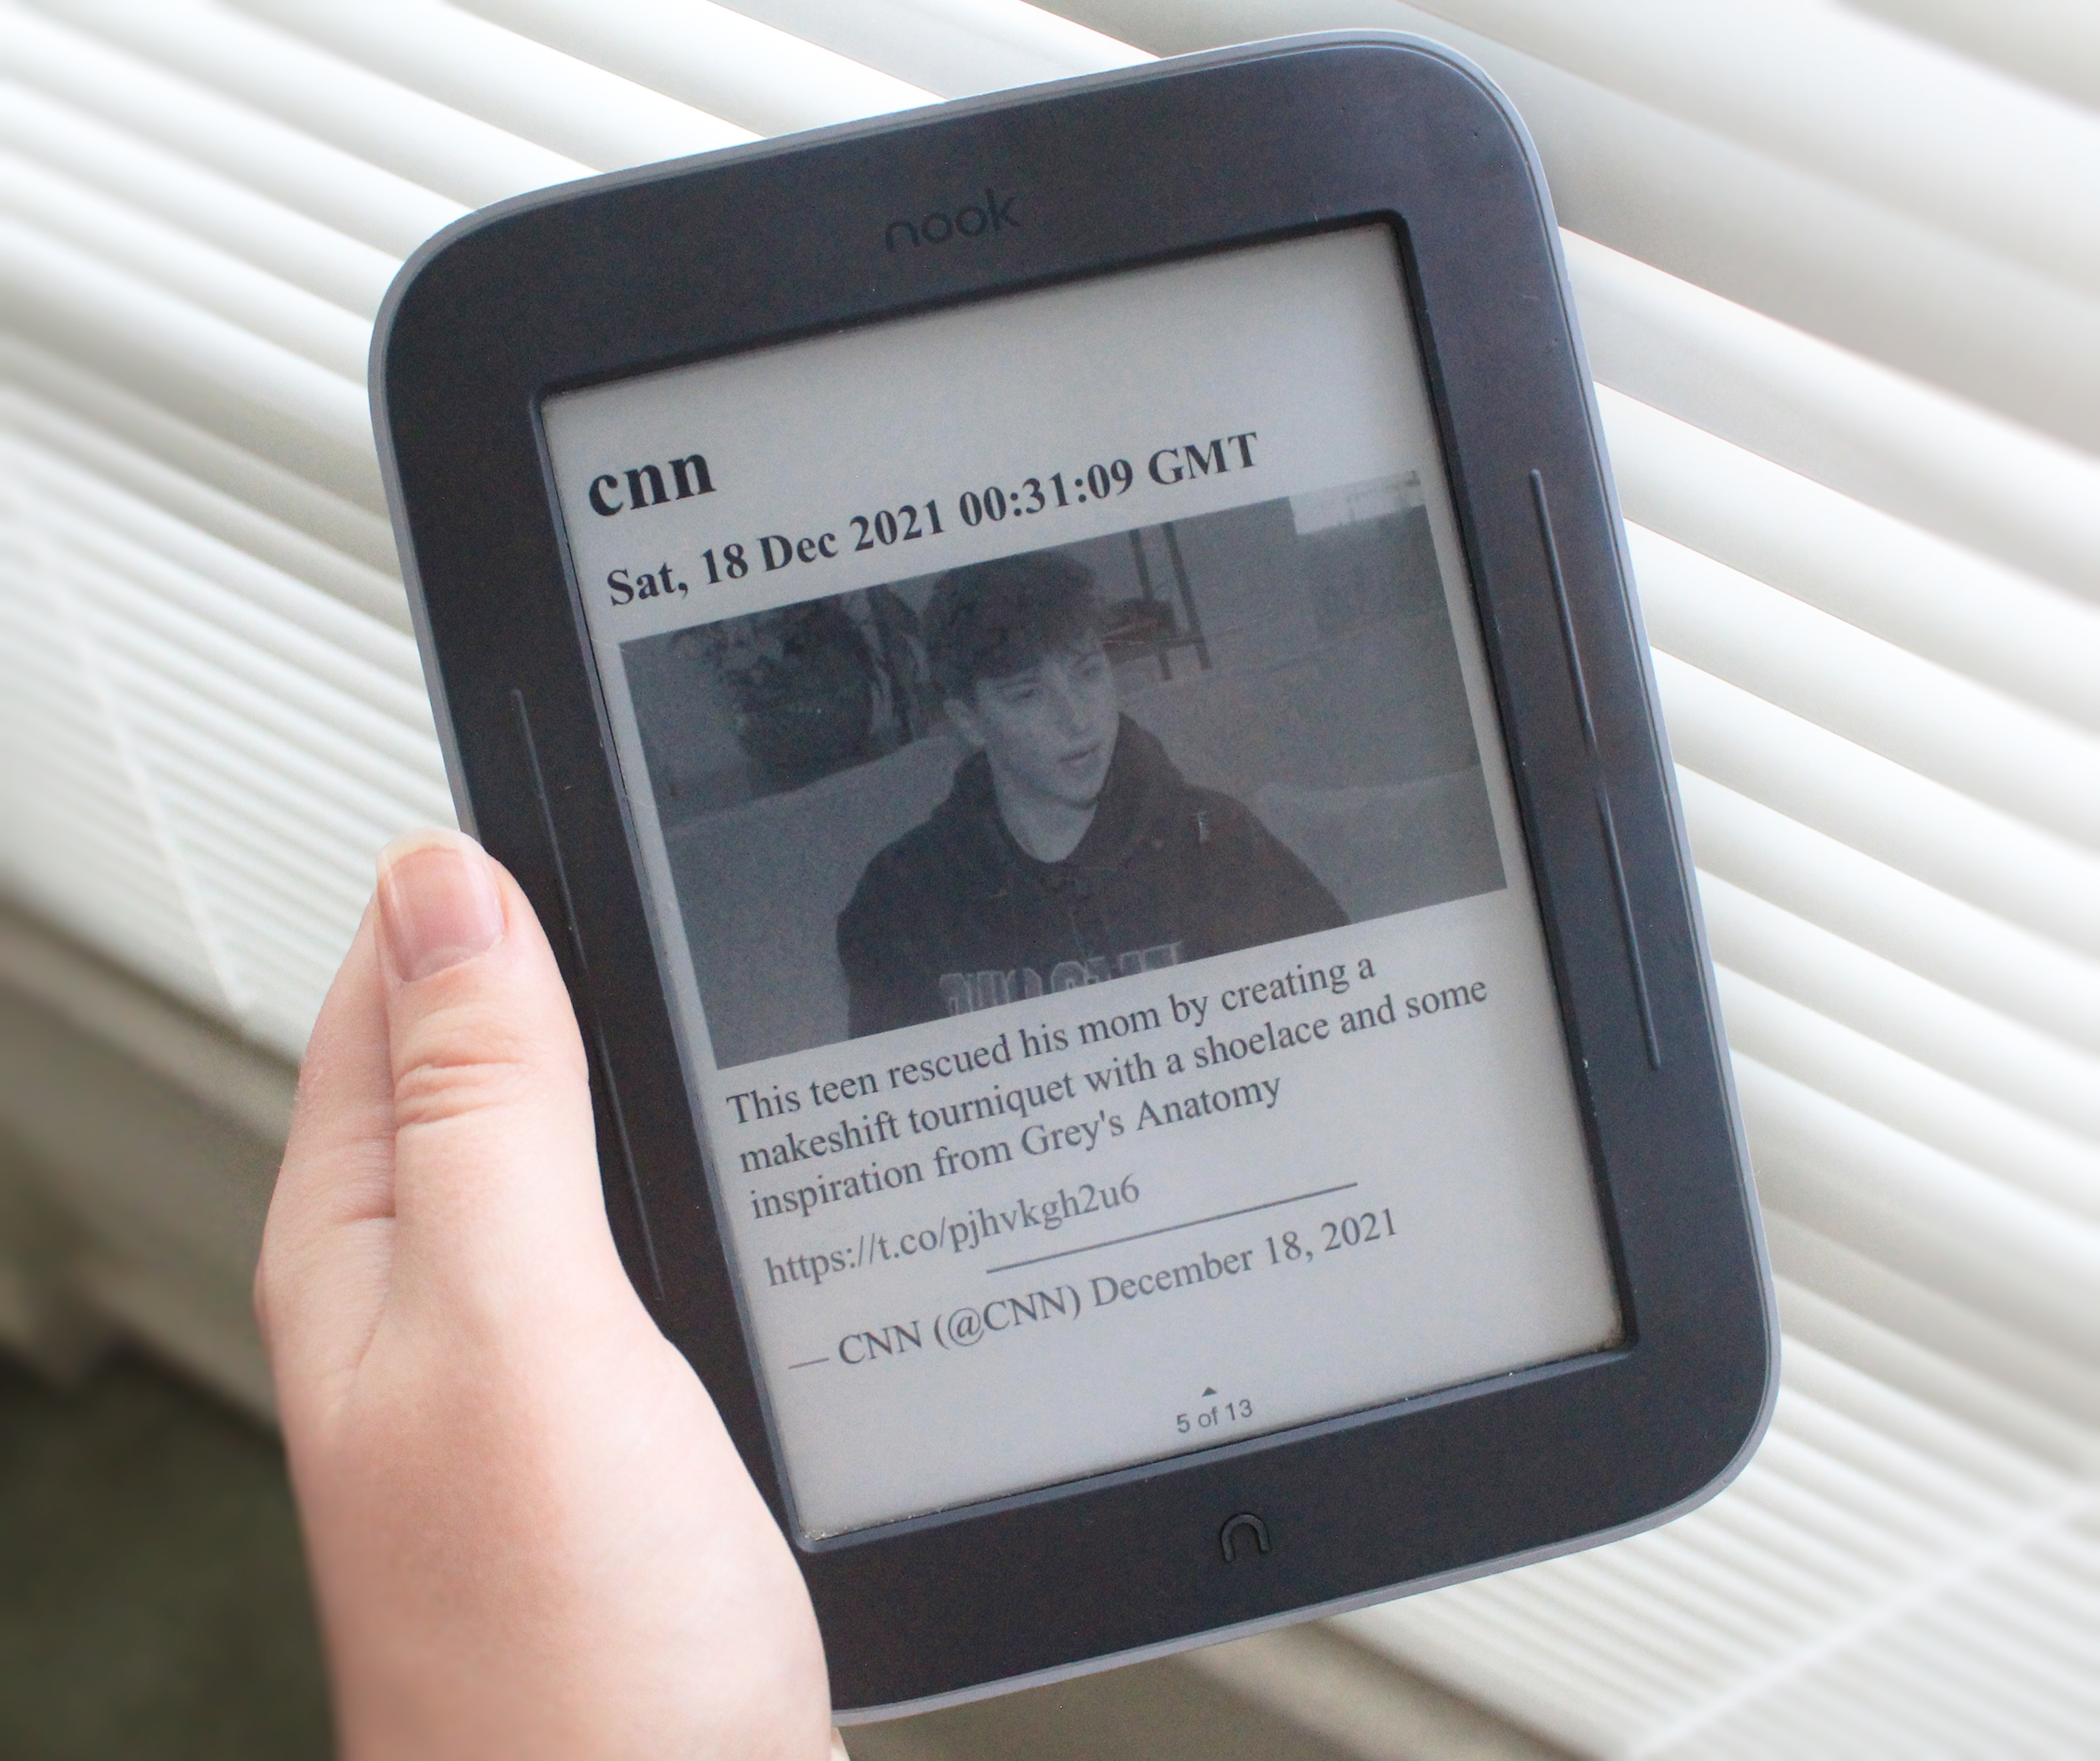 nook
cnn
Sat, 18 Dec 2021 00:31:09 GMT
This teen rescued his mom by creating a
makeshift tourniquet with a shoelace and some
inspiration from Grey's Anatomy
https://t.co/pjhvkgh2u6
— CNN (@CNN) December 18, 2021
5 of 13
n